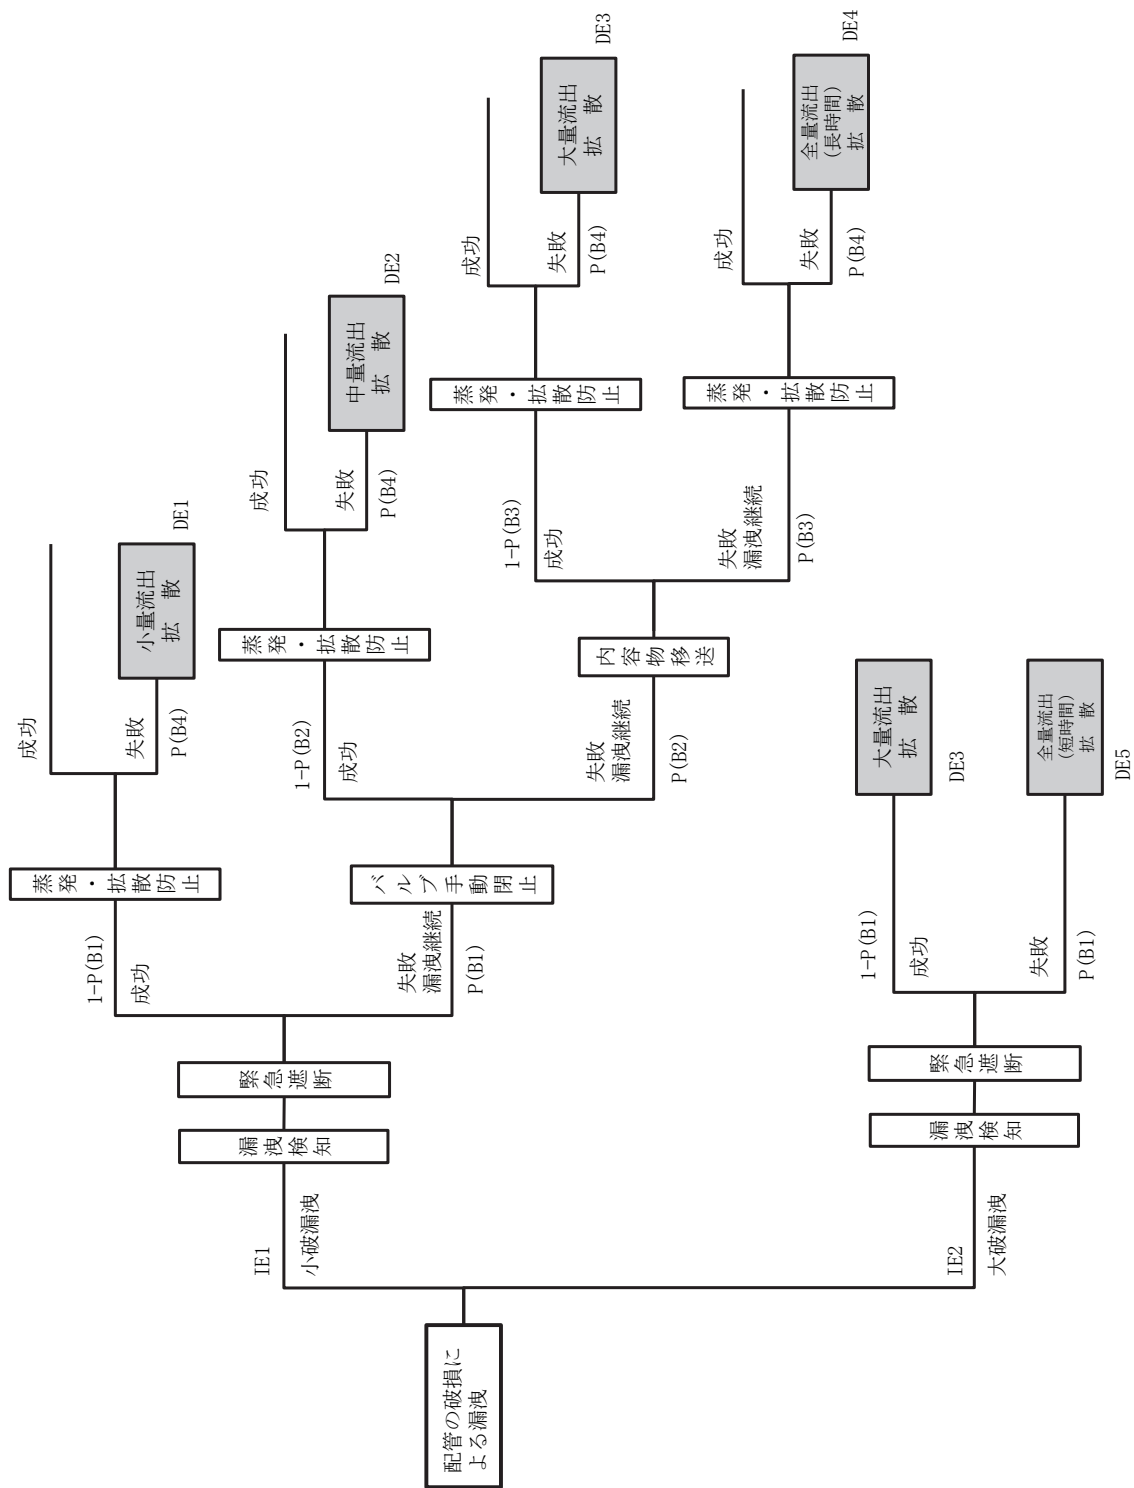 配管の破損に
よる漏洩
IE1
小破漏洩
漏洩検知
緊急遮断
1-P(B1)
成功
蒸発・拡散防止
成功
失敗
P(B4)
小量流出
拡　散
DE1
失敗
漏洩継続
P(B1)
バルブ手動閉止
1-P(B2)
成功
蒸発・拡散防止
成功
失敗
P(B4)
中量流出
拡　散
DE2
失敗
漏洩継続
P(B2)
内容物移送
1-P(B3)
成功
蒸発・拡散防止
成功
失敗
P(B4)
大量流出
拡　散
DE3
失敗
漏洩継続
P(B3)
蒸発・拡散防止
成功
失敗
P(B4)
全量流出
(長時間)
拡　散
DE4
IE2
大破漏洩
漏洩検知
緊急遮断
1-P(B1)
成功
大量流出
拡　散
DE3
失敗
P(B1)
全量流出
(短時間)
拡　散
DE5